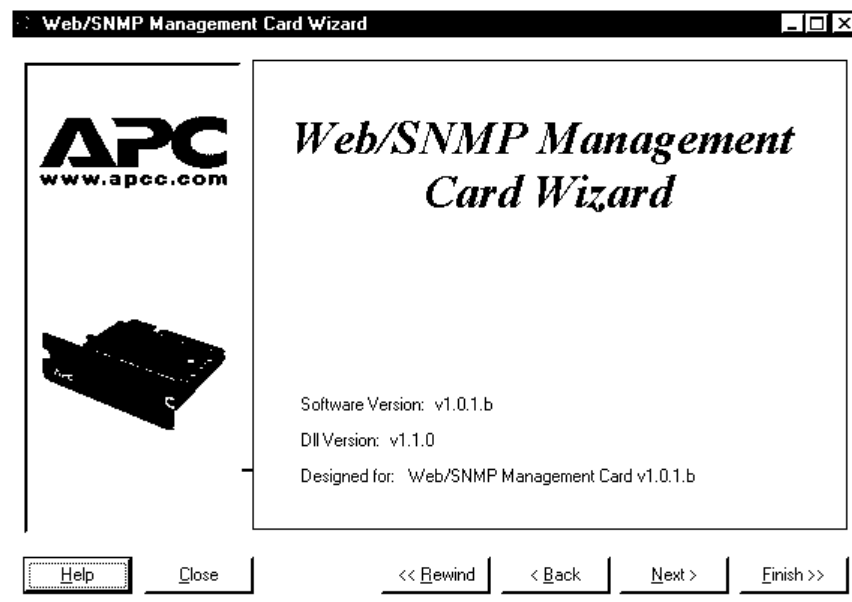 Web/SNMP Management Card Wizard
APC
www.apcc.com
Web/SNMP Management
Card Wizard
APC
Software Version: v1.0.1.b
Dll Version: v1.1.0
Designed for: Web/SNMP Management Card v1.0.1.b
Help
Close
<< Rewind
< Back
Next >
Finish >>